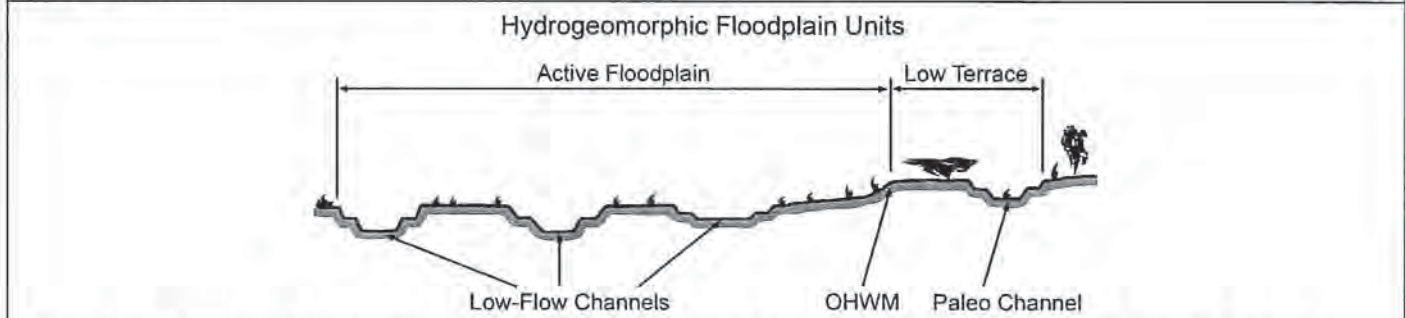 Hydrogeomorphic Floodplain Units
Active Floodplain
Low Terrace
Low-Flow Channels
OHWM
Paleo Channel